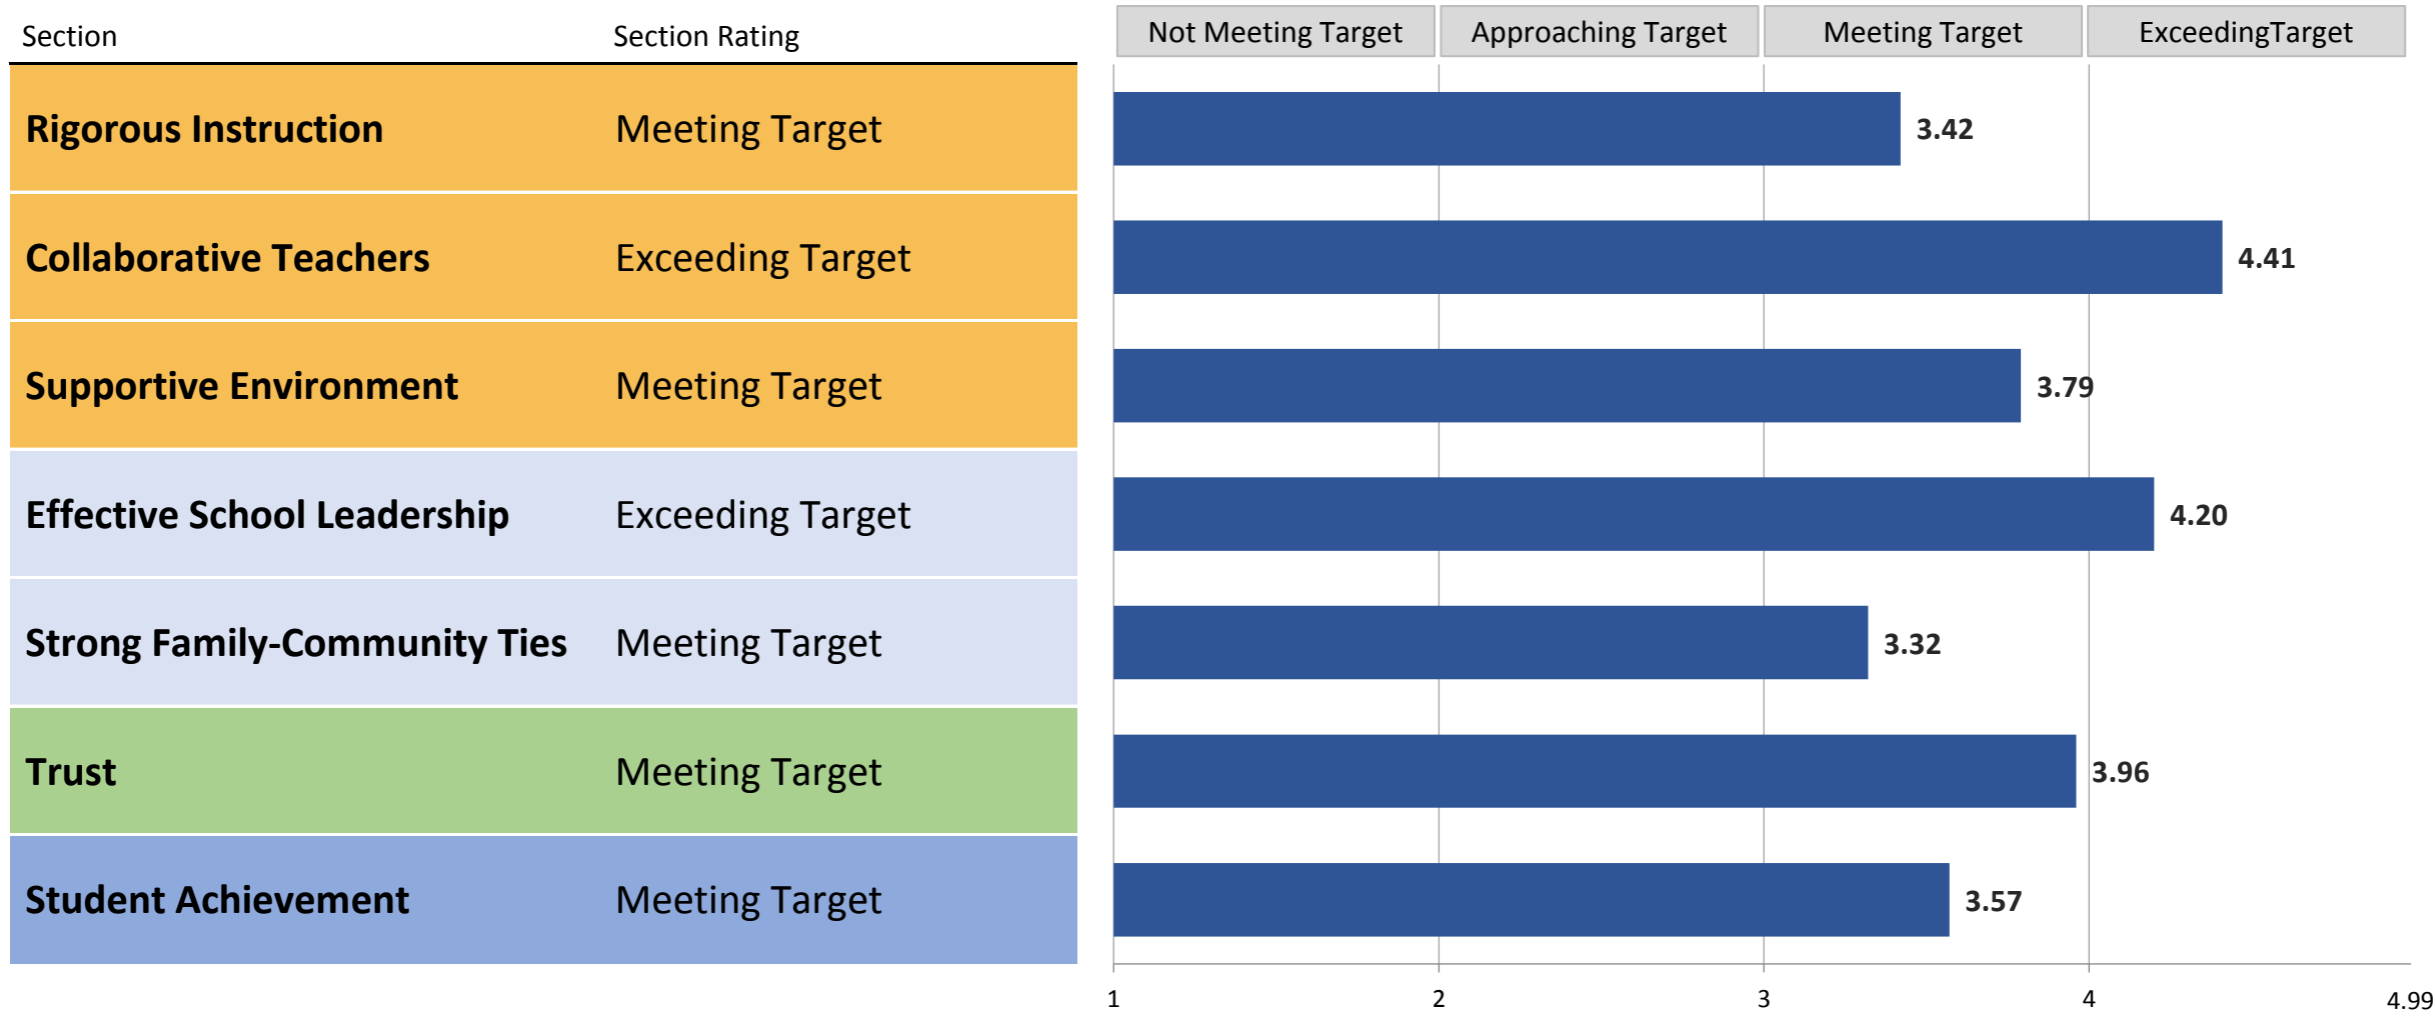 Section Section Rating Not Meeting Target Approaching Target Meeting Target ExceedingTarget
Rigorous Instruction Meeting Target 3.42
Collaborative Teachers Exceeding Target 4.41
Supportive Environment Meeting Target 3.79
Effective School Leadership Exceeding Target 4.20
Strong Family-Community Ties Meeting Target 3.32
Trust Meeting Target 3.96
Student Achievement Meeting Target 3.57
1 2 3 4 4.99